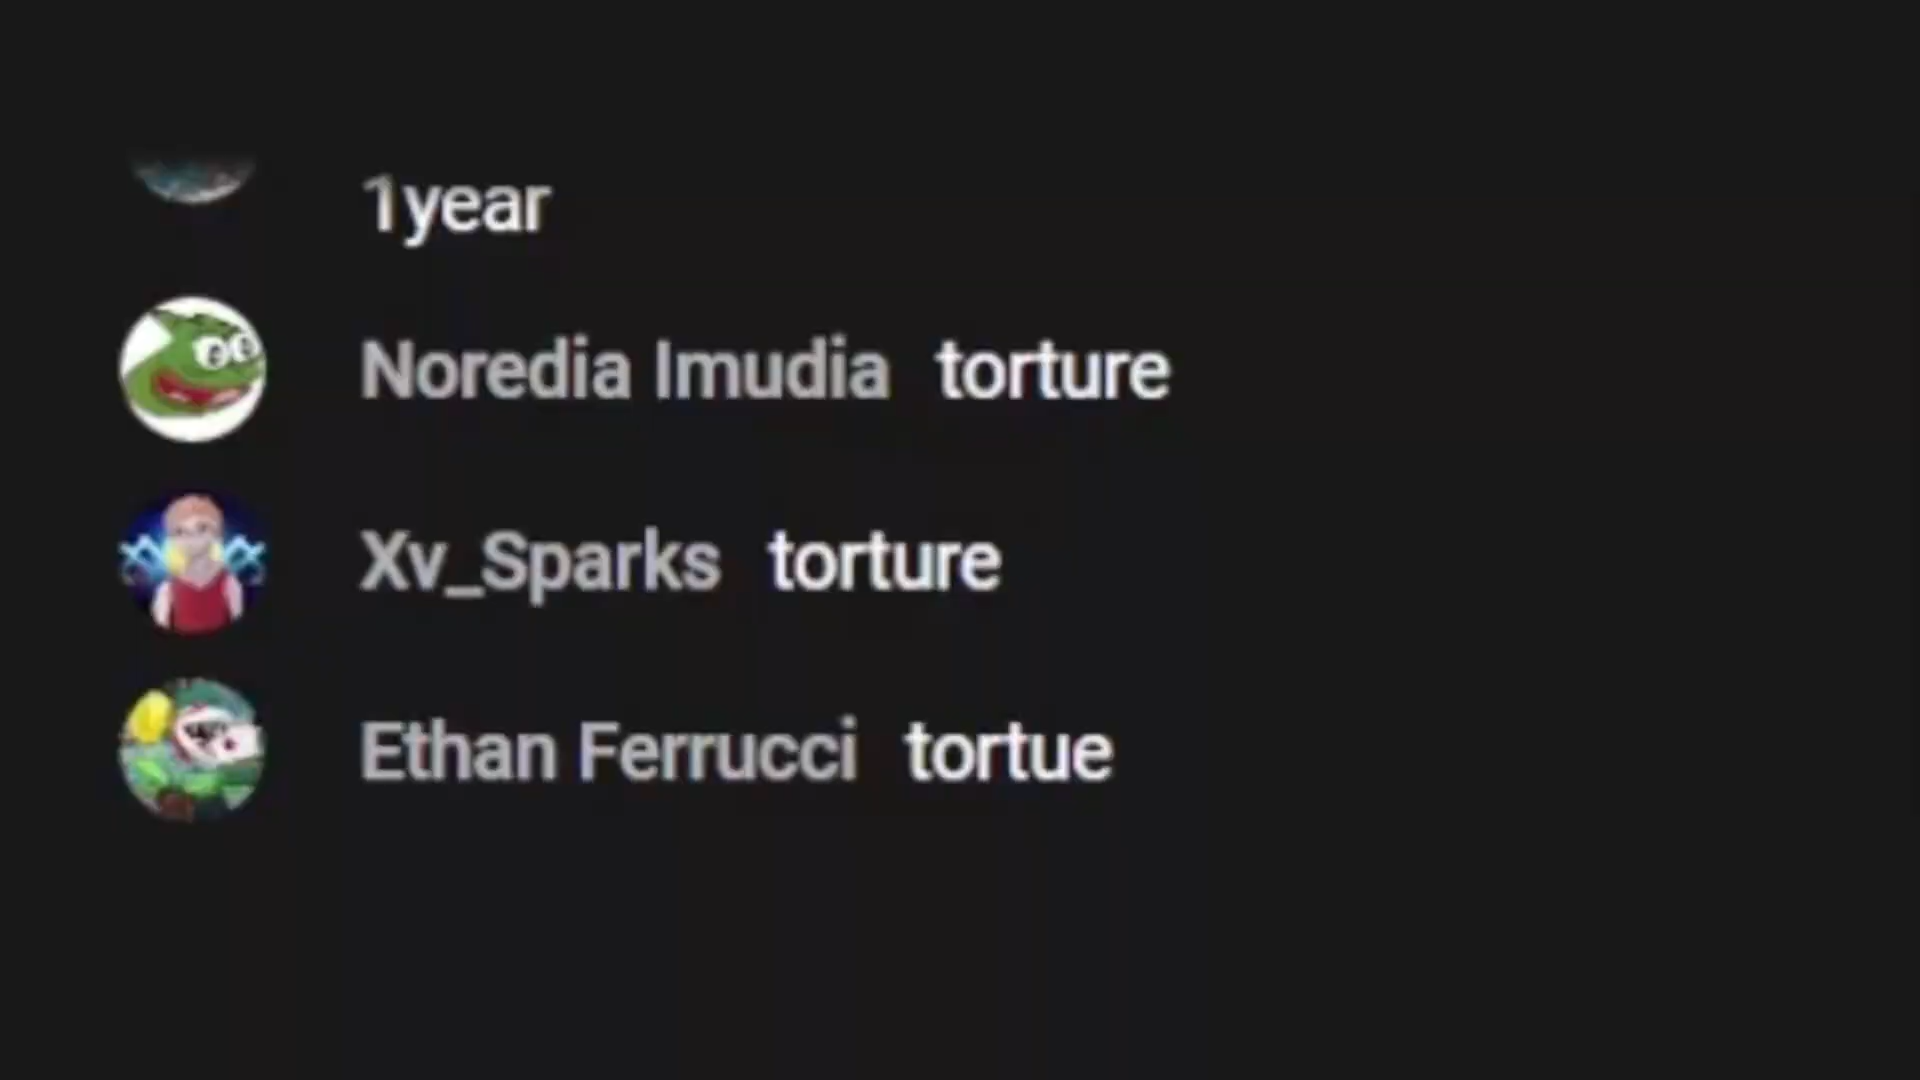 1year
Noredia Imudia torture
Xv_Sparks torture
Ethan Ferrucci tortue